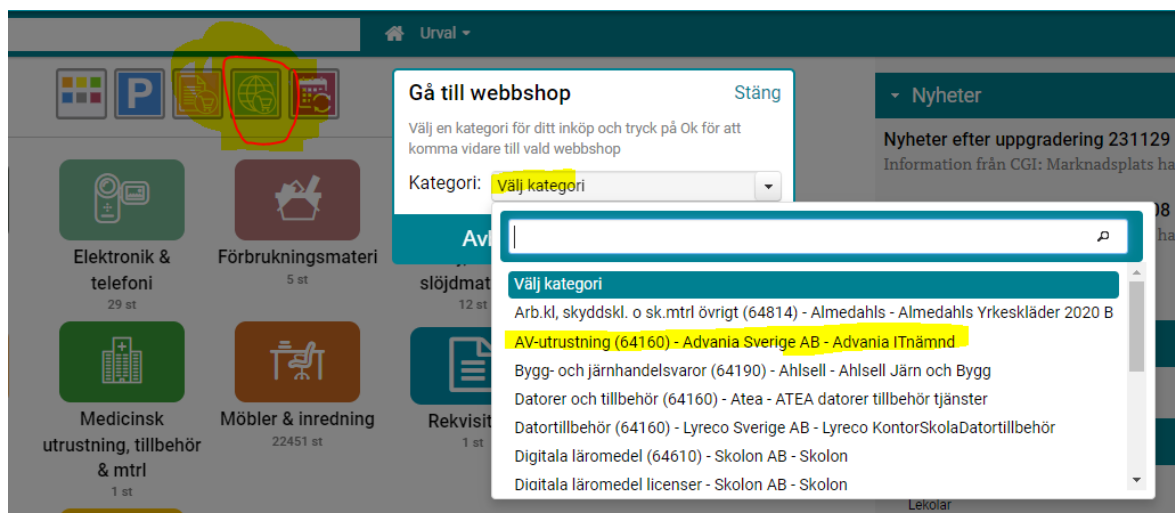 Urval
P
Gå till webbshop
Stäng
Välj en kategori för ditt inköp och tryck på Ok för att
komma vidare till vald webbshop
Kategori: Välj kategori
Välj kategori
Arb.kl, skyddskl. o sk.mtrl övrigt (64814) - Almedahls - Almedahls Yrkeskläder 2020 B
AV-utrustning (64160) - Advania Sverige AB - Advania ITnämnd
Bygg- och järnhandelsvaror (64190) - Ahlsell - Ahlsell Järn och Bygg
Datorer och tillbehör (64160) - Atea - ATEA datorer tillbehör tjänster
Datortillbehör (64160) - Lyreco Sverige AB - Lyreco KontorSkolaDatortillbehör
Digitala läromedel (64610) - Skolon AB - Skolon
Digitala läromedel licenser - Skolon AB - Skolon
Elektronik &
telefoni
29 st
Förbrukningsmateri
5 st
slöjdmat
12 st
Medicinsk
utrustning, tillbehör
& mtrl
1 st
Möbler & inredning
22451 st
Rekvisit
1 st
Nyheter
Nyheter efter uppgradering 231129
Information från CGI: Marknadsplats ha
08
ha
Lekolar